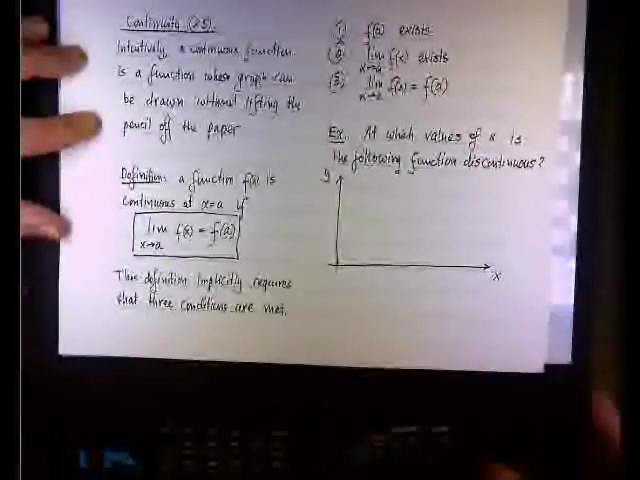 Continuity (2.5)
Intuitively, a continuous function
is a function whose graph can
be drawn without lifting the
pencil off the paper
Definition: a function f(x) is
continuous at x=a if
lim f(x) = f(a)
x→a
This definition implicitly requires
that three conditions are met.
(1) f(a) exists
(2) lim f(x) exists
x→a
(3) lim f(x) = f(a)
x→a
Ex. At which values of x is
the following function discontinuous?
y
x